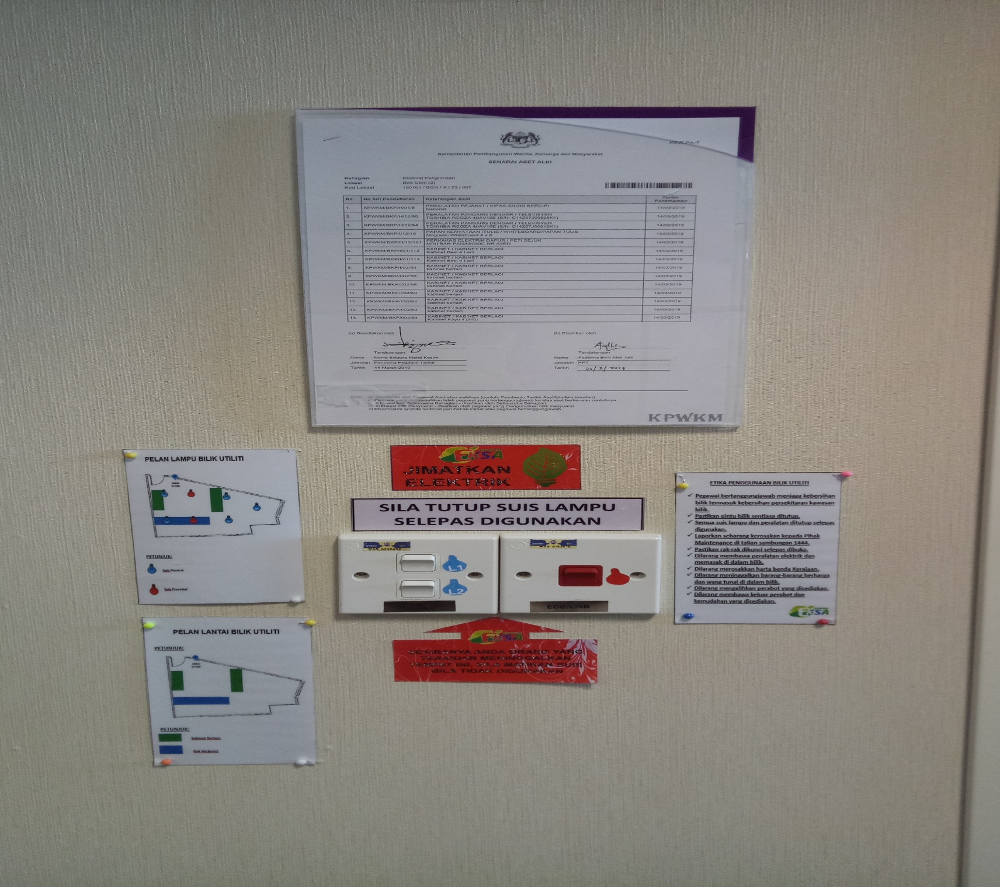 KEW.PA-7
Kementerian Pembangunan Wanita, Keluarga dan Masyarakat
SENARAI ASET ALIH
Bahagian : Khidmat Pengurusan
Lokasi : Bilik Utiliti (2)
Kod Lokasi : 150101 / BGN / A / 23 / 007
Bil No Siri Pendaftaran Keterangan Aset Tarikh Penempatan
1. KPWKM/BKP/H/01/8 PERALATAN PEJABAT / KIPAS ANGIN BERDIRI 14/03/2019
National
2. KPWKM/BKP/H/12/60 PERALATAN PANDANG DENGAR / TELEVISYEN 14/03/2019
TOSHIBA REGZA 40AV10E
3. KPWKM/BKP/H/12/64 PERALATAN PANDANG DENGAR / TELEVISYEN 14/03/2019
TOSHIBA REGZA 40AV10E
4. KPWKM/BKP/I/12/19 PAPAN KENYATAAN /TULIS / WHITEBOARD/PAPAN TULIS 14/03/2019
Magnetic Whiteboard 4 x 8
5. KPWKM/BKP/H/12/121 PERKAKAS ELEKTRIK DAPUR / PETI SEJUK 14/03/2019
MINI BAR PANASONIC
6. KPWKM/BKP/I/01/112 KABINET / KABINET BERLACI 14/03/2019
Kabinet Besi 4 Laci
7. KPWKM/BKP/I/01/113 KABINET / KABINET BERLACI 14/03/2019
Kabinet Besi 4 Laci
8. KPWKM/BKP/I/02/54 KABINET / KABINET BERLACI 14/03/2019
kabinet berlaci
9. KPWKM/BKP/I/02/55 KABINET / KABINET BERLACI 14/03/2019
kabinet berlaci
10. KPWKM/BKP/I/02/56 KABINET / KABINET BERLACI 14/03/2019
kabinet berlaci
11. KPWKM/BKP/I/02/60 KABINET / KABINET BERLACI 14/03/2019
kabinet berlaci
12. KPWKM/BKP/I/02/62 KABINET / KABINET BERLACI 14/03/2019
kabinet berlaci
13. KPWKM/BKP/I/02/63 KABINET / KABINET BERLACI 14/03/2019
kabinet berlaci
14. KPWKM/BKP/I/02/84 KABINET / KABINET BERLACI 14/03/2019
Kabinet Kayu 4 pintu
(a) Disediakan oleh : (b) Disahkan oleh :
Tandatangan Tandatangan
Nama : Norie Baizura Mohd Kosim Nama : Fadhlina Binti Abd Jalil
Jawatan : Penolong Pegawai Tadbir Jawatan : PPT
Tarikh : 14-March-2019 Tarikh : 21/3/2019
oleh Pegawai Aset atau wakilnya (contoh: Pembantu Tadbir Aset/lain-lain jawatan)
mengesahkan ialah pegawai yang bertanggungjawab ke atas aset berkenaan contohnya
Setiausaha Bahagian - disahkan oleh Setiausaha Bahagian.
ii) Lokasi bilik mesyuarat - disahkan oleh pegawai yang menguruskan bilik mesyuarat
c) Dikemaskini apabila terdapat perubahan lokasi atau pegawai bertanggungjawab
KPWKM
PELAN LAMPU BILIK UTILITI
ANDA
DI SINI
PETUNJUK:
Suis Normal
Suis Essential
EKSA
JIMATKAN
ELEKTRIK
SILA TUTUP SUIS LAMPU
SELEPAS DIGUNAKAN
L1
L2
EKSA
SEKIRANYA ANDA ORANG YANG
TERAKHIR MENINGGALKAN
TEMPAT INI, SILA MATIKAN SUIS
BILA TIDAK DIGUNAKAN
ETIKA PENGGUNAAN BILIK UTILITI
✓ Pegawai bertanggungjawab menjaga kebersihan
bilik termasuk kebersihan persekitaran kawasan
bilik.
✓ Pastikan pintu bilik sentiasa ditutup.
✓ Semua suis lampu dan peralatan ditutup selepas
digunakan.
✓ Laporkan sebarang kerosakan kepada Pihak
Maintenance di talian sambungan 1444.
✓ Pastikan rak-rak dikunci selepas dibuka.
✓ Dilarang membawa peralatan elektrik dan
memasak di dalam bilik.
✓ Dilarang merosakkan harta benda Kerajaan.
✓ Dilarang meninggalkan barang-barang berharga
dan wang tunai di dalam bilik.
✓ Dilarang mengalihkan perabot yang disediakan.
✓ Dilarang membawa keluar perabot dan
kemudahan yang disediakan.
EKSA
PELAN LANTAI BILIK UTILITI
PETUNJUK:
ANDA
DI SINI
PETUNJUK:
Kabinet Berlaci
Rak Berkunci